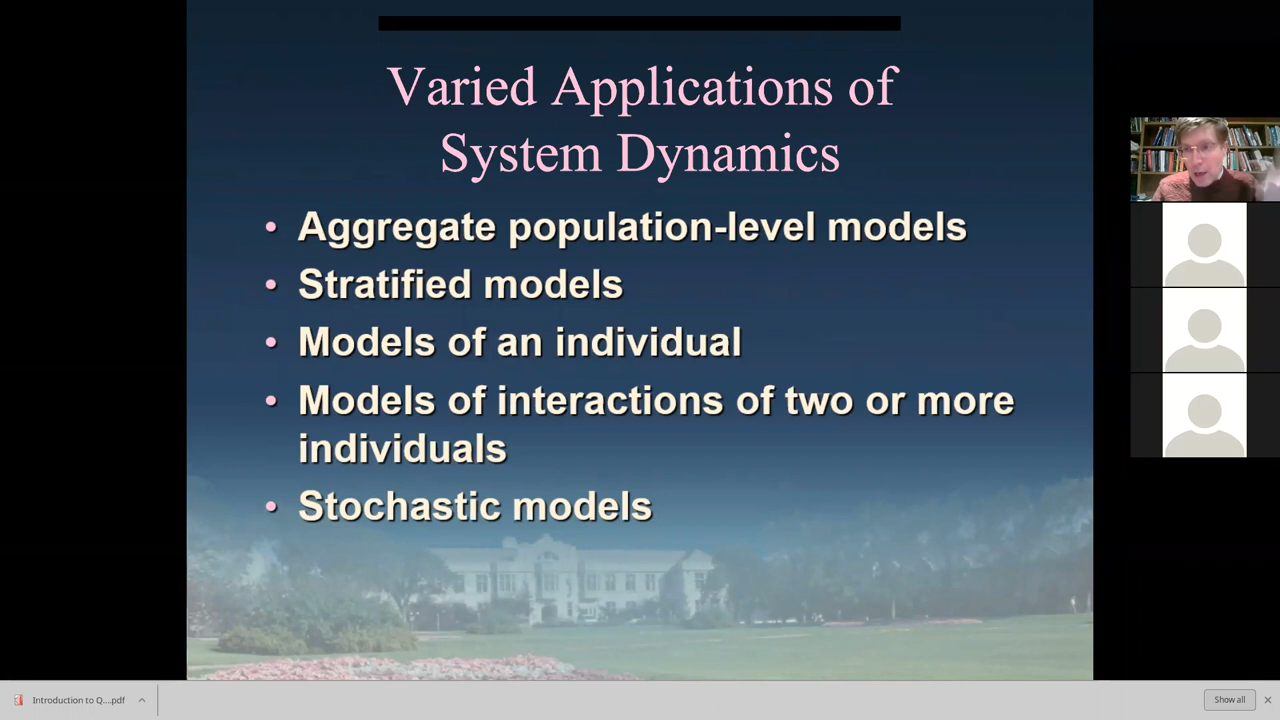 Varied Applications of
System Dynamics
• Aggregate population-level models
• Stratified models
• Models of an individual
• Models of interactions of two or more
individuals
• Stochastic models
Introduction to Q....pdf
Show all